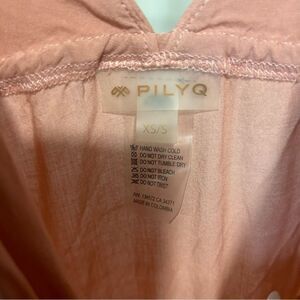 PILYQ
XS/S
HAND WASH COLD
DO NOT DRY CLEAN
DO NOT TUMBLE DRY
DO NOT BLEACH
DO NOT IRON
DO NOT TWIST
CA
MADE IN COLOMBIA